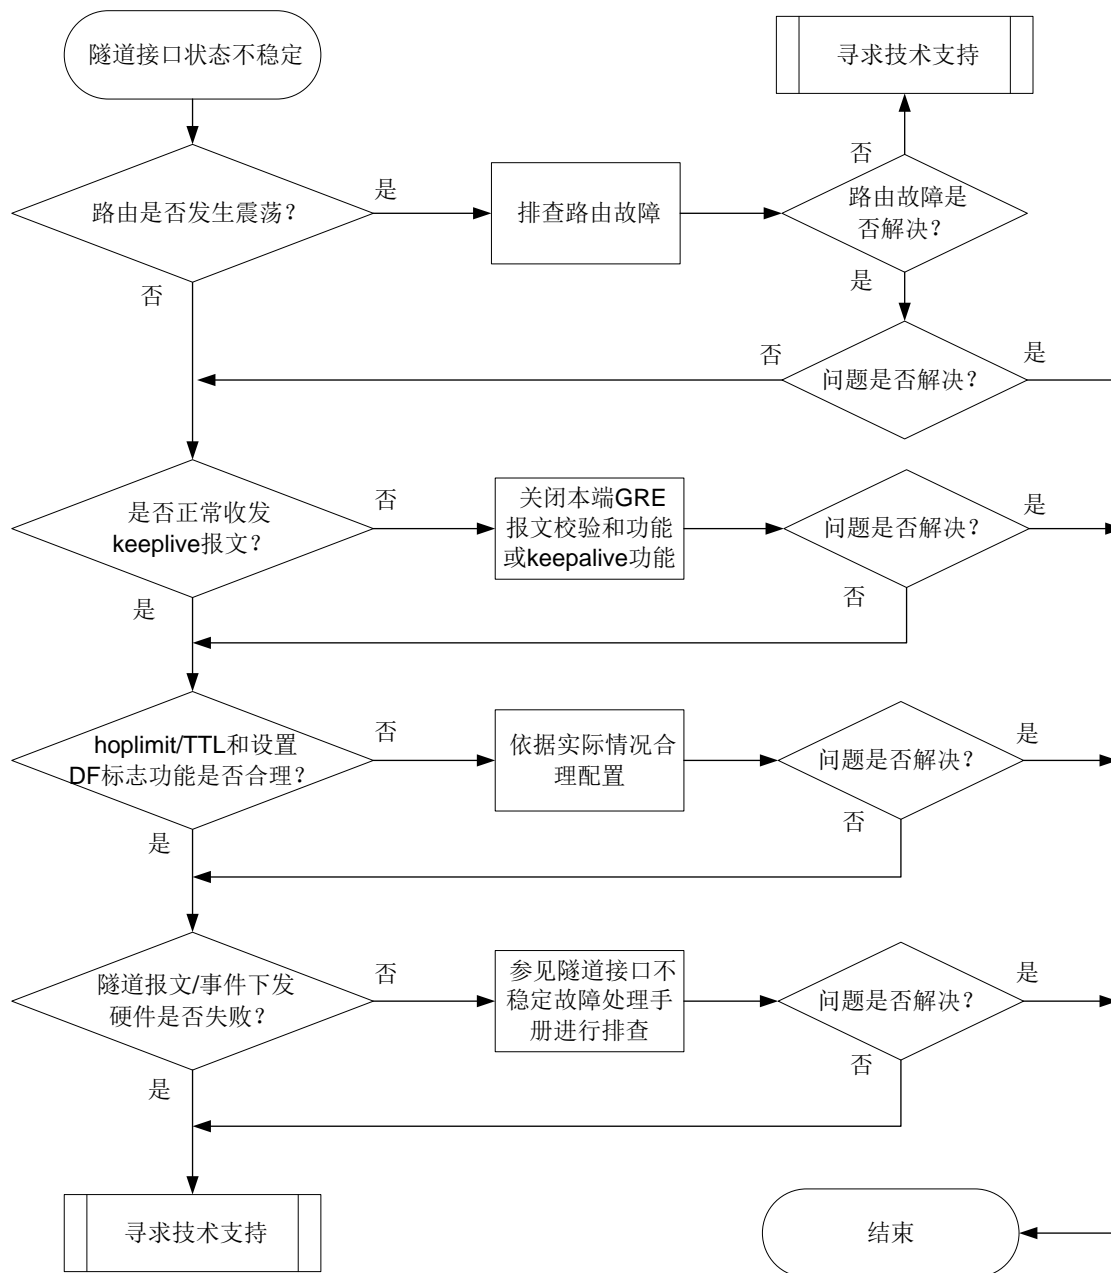 隧道接口状态不稳定
寻求技术支持
否
路由是否发生震荡？
是
排查路由故障
路由故障是
否解决？
否
是
否
问题是否解决？
是
是否正常收发
keeplive报文？
否
关闭本端GRE
报文校验和功能
或keepalive功能
问题是否解决？
是
是
否
hoplimit/TTL和设置
DF标志功能是否合理？
否
依据实际情况合
理配置
问题是否解决？
是
是
否
隧道报文/事件下发
硬件是否失败？
否
参见隧道接口不
稳定故障处理手
册进行排查
问题是否解决？
是
是
否
寻求技术支持
结束